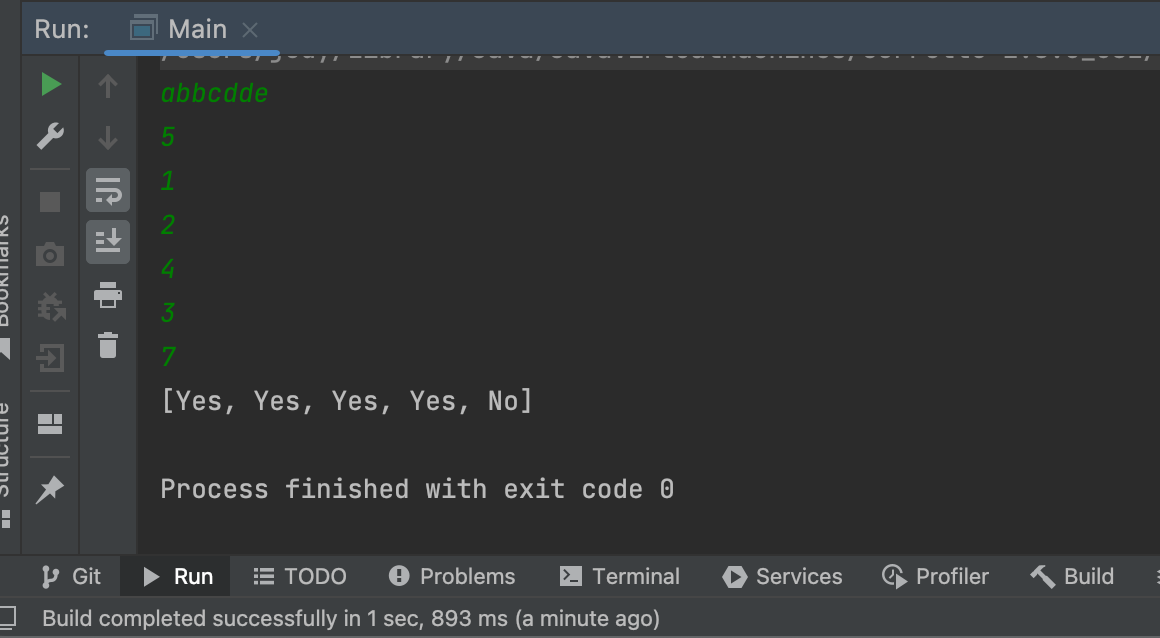 Run: Main
abbcdde
5
1
2
4
3
7
[Yes, Yes, Yes, Yes, No]
Process finished with exit code 0
Bookmarks
Structure
Git Run TODO Problems Terminal Services Profiler Build
Build completed successfully in 1 sec, 893 ms (a minute ago)